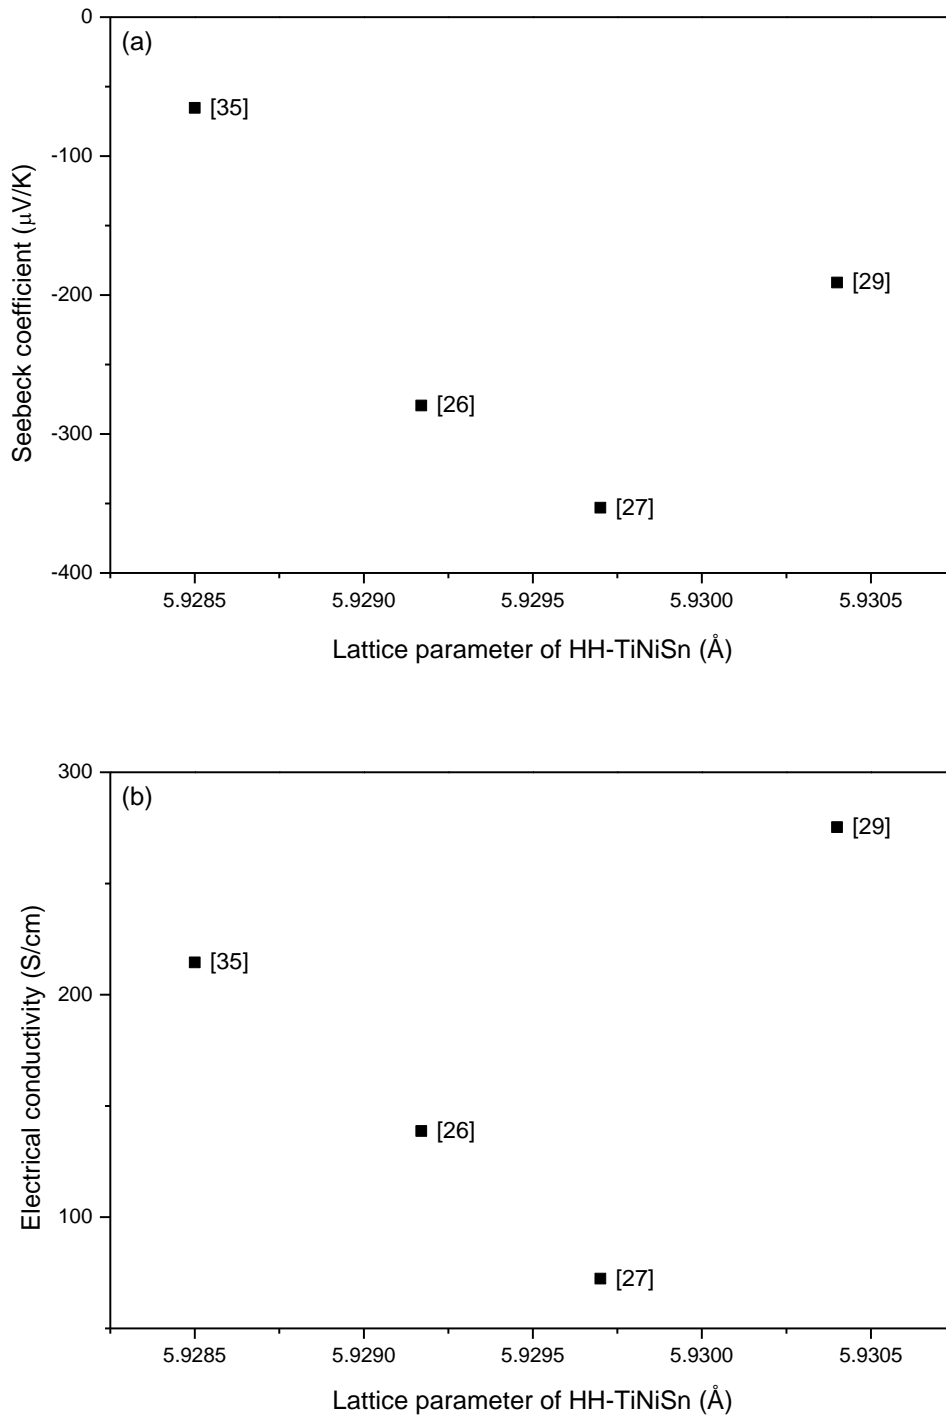 (a)
0
-100
-200
-300
-400
Seebeck coefficient (μV/K)
[35]
[29]
[26]
[27]
5.9285 5.9290 5.9295 5.9300 5.9305
Lattice parameter of HH-TiNiSn (Å)
(b)
300
200
100
Electrical conductivity (S/cm)
[29]
[35]
[26]
[27]
5.9285 5.9290 5.9295 5.9300 5.9305
Lattice parameter of HH-TiNiSn (Å)